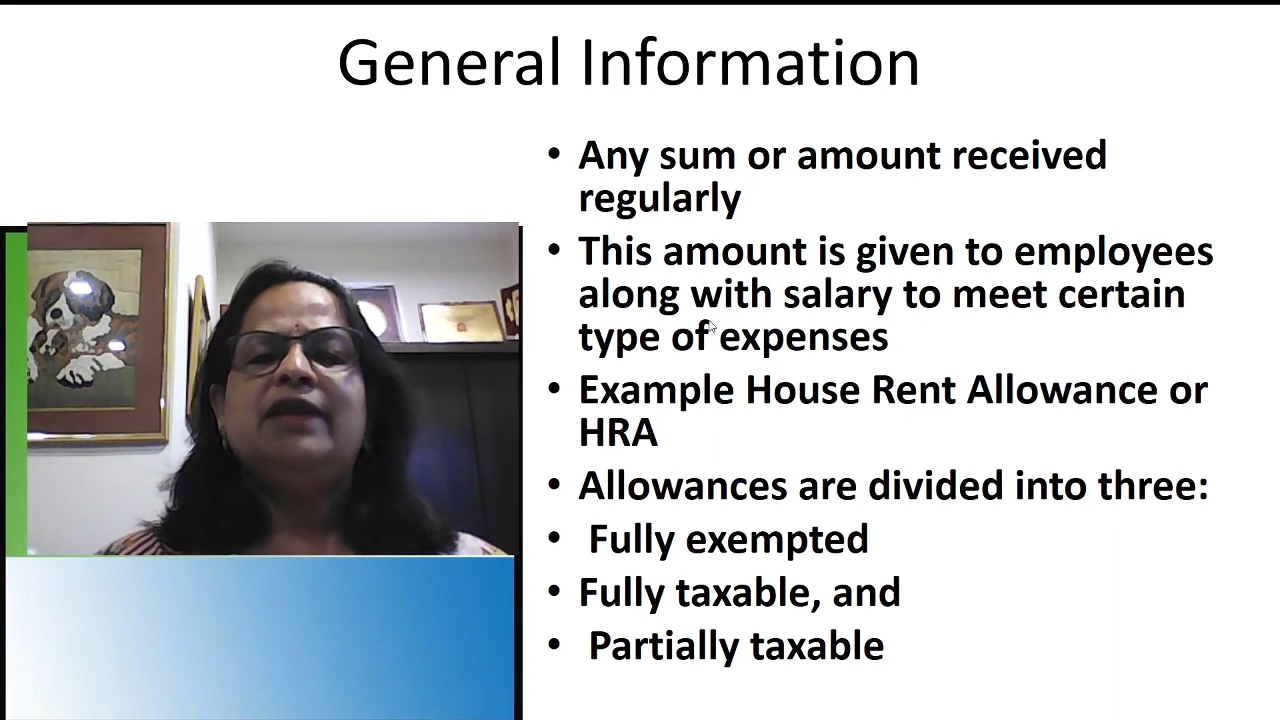 General Information
• Any sum or amount received
regularly
• This amount is given to employees
along with salary to meet certain
type of expenses
• Example House Rent Allowance or
HRA
• Allowances are divided into three:
• Fully exempted
• Fully taxable, and
• Partially taxable